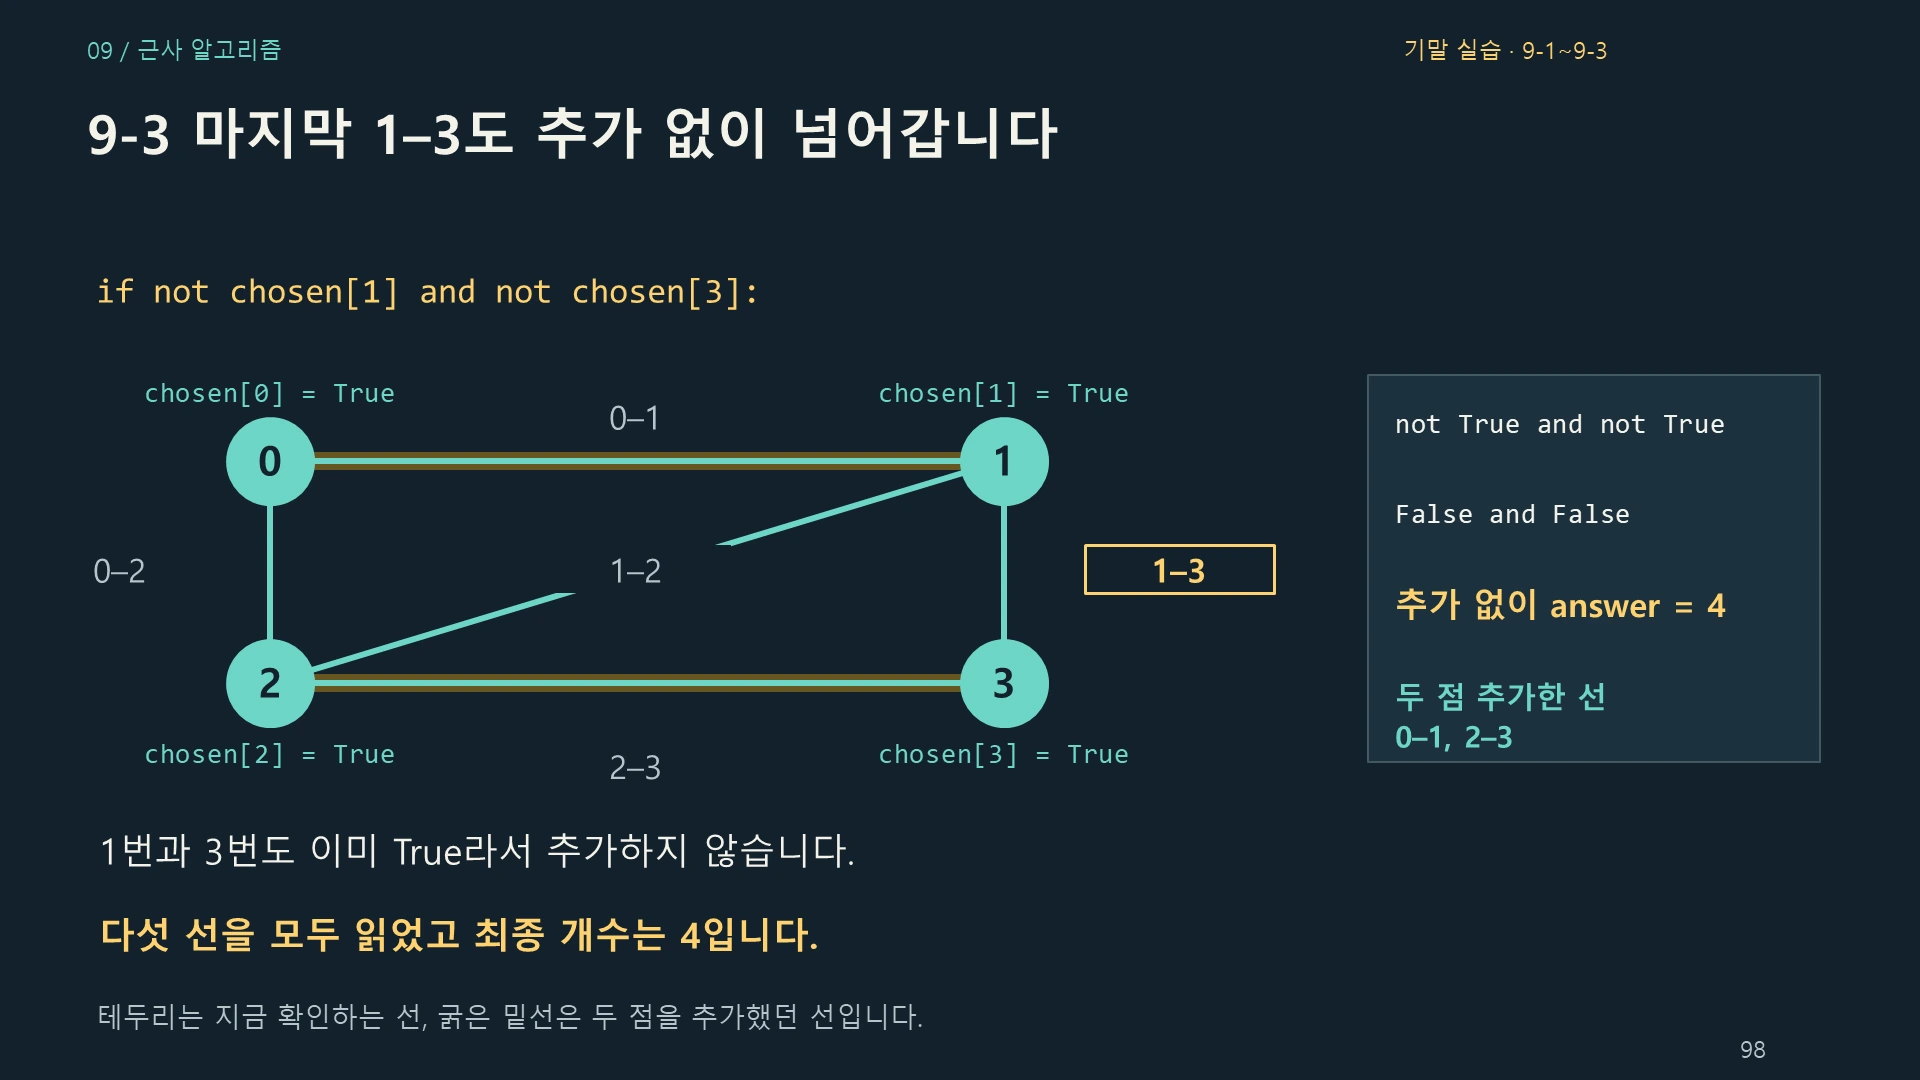 09 / 근사 알고리즘
기말 실습 · 9-1~9-3
9-3 마지막 1–3도 추가 없이 넘어갑니다
if not chosen[1] and not chosen[3]:
chosen[0] = True
0–1
chosen[1] = True
0
1
0–2
1–2
1–3
2
3
chosen[2] = True
2–3
chosen[3] = True
not True and not True
False and False
추가 없이 answer = 4
두 점 추가한 선
0–1, 2–3
1번과 3번도 이미 True라서 추가하지 않습니다.
다섯 선을 모두 읽었고 최종 개수는 4입니다.
테두리는 지금 확인하는 선, 굵은 밑선은 두 점을 추가했던 선입니다.
98